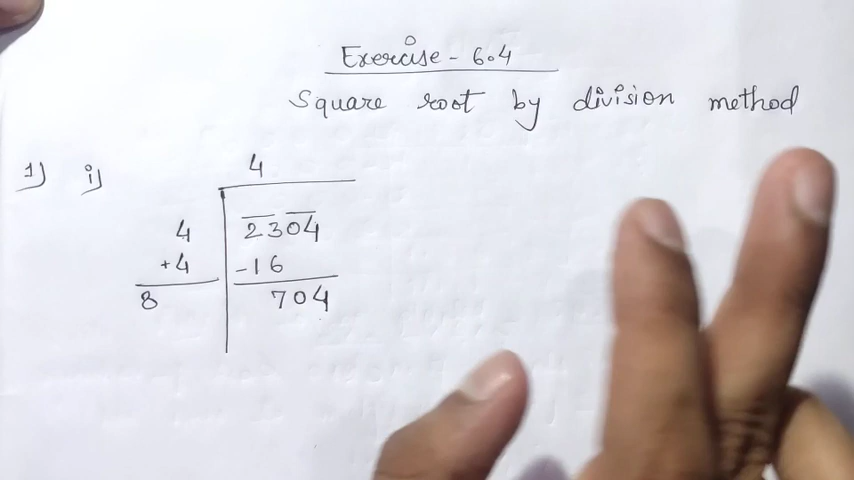 Exercise - 6.4
Square root by division method
1) i)
4
4 2304
+4 -16
8 704